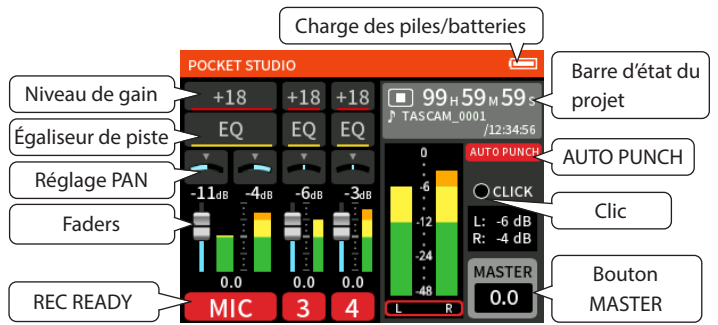 Charge des piles/batteries
POCKET STUDIO
Niveau de gain
+18 +18 +18
99H59M59S
TASCAM_0001
/12:34:56
Barre d'état du
projet
Égaliseur de piste
EQ EQ EQ
AUTO PUNCH
AUTO PUNCH
Réglage PAN
-11dB -4dB -6dB -3dB
0
-6
-12
-24
-48
L R
CLICK
Clic
L: -6 dB
R: -4 dB
Faders
0.0 0.0 0.0
MASTER
0.0
Bouton
MASTER
REC READY
MIC 3 4